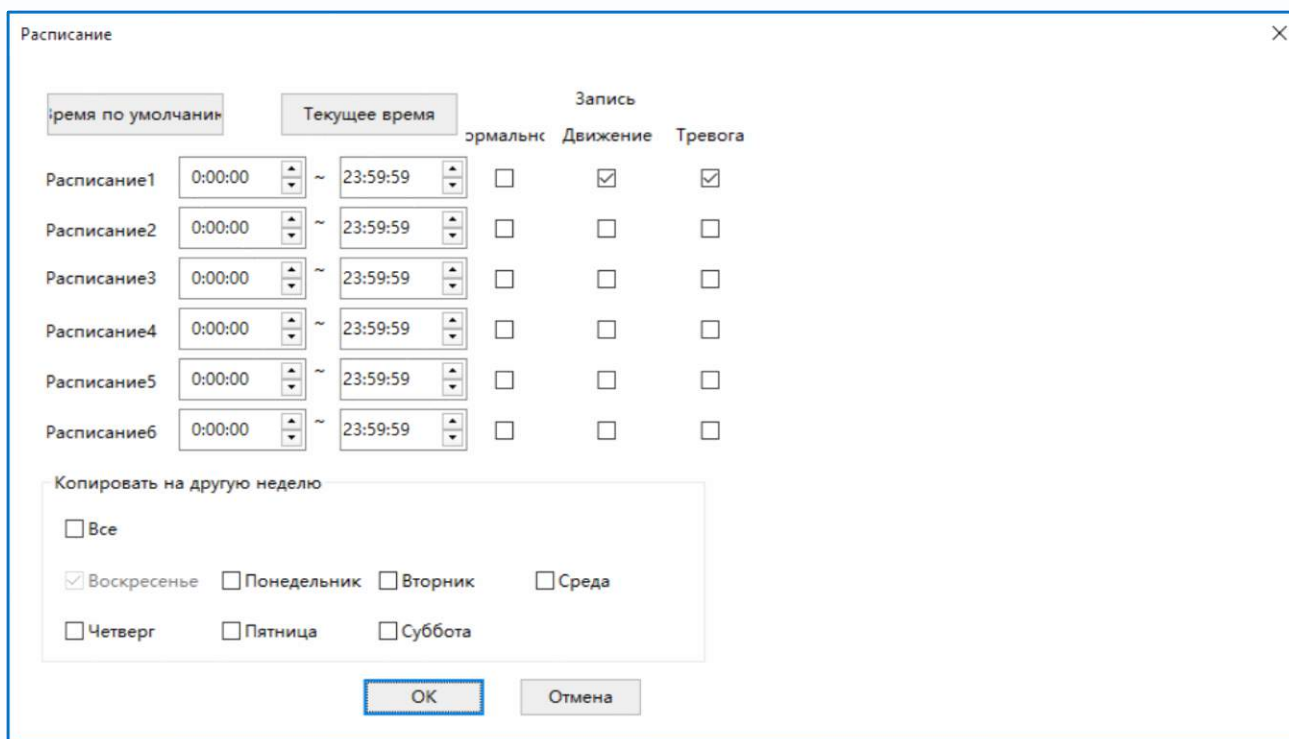 Расписание
Запись
ремя по умолчани Текущее время
ормально Движение Тревога
Расписание1 0:00:00 ~ 23:59:59
Расписание2 0:00:00 ~ 23:59:59
Расписание3 0:00:00 ~ 23:59:59
Расписание4 0:00:00 ~ 23:59:59
Расписание5 0:00:00 ~ 23:59:59
Расписание6 0:00:00 ~ 23:59:59
Копировать на другую неделю
Все
Воскресенье Понедельник Вторник Среда
Четверг Пятница Суббота
OK Отмена